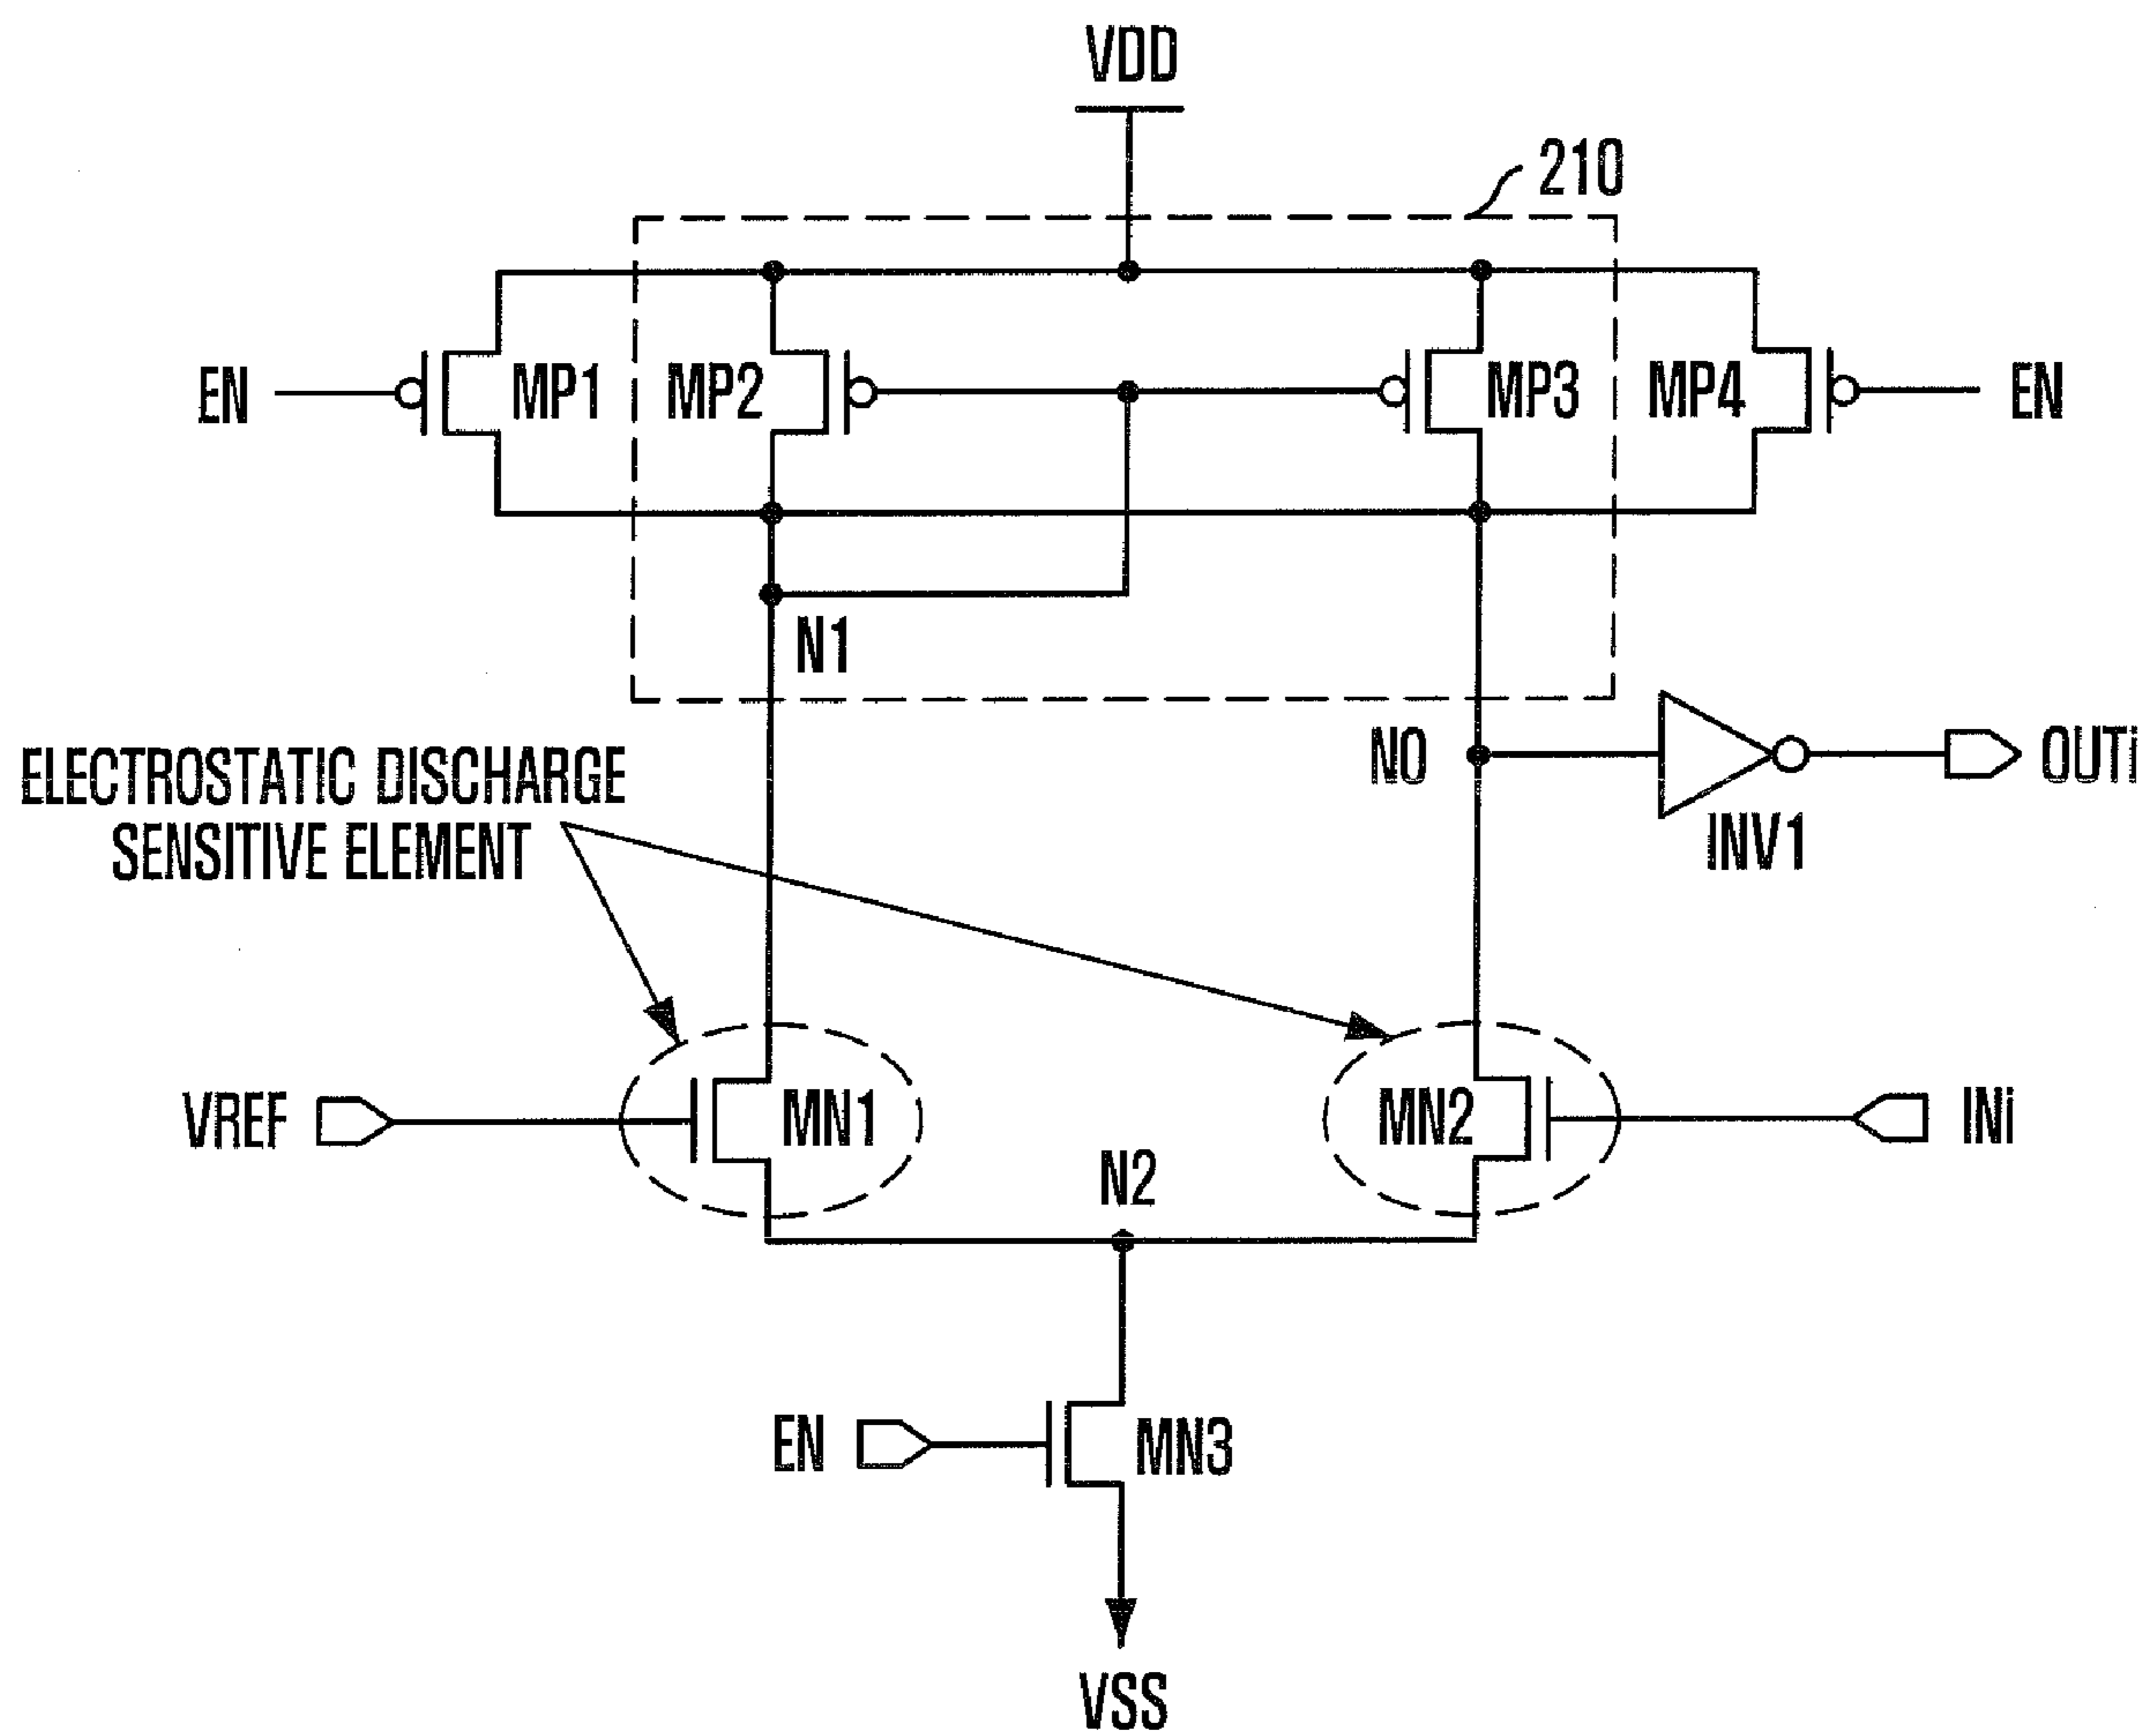 VDD
210
EN
MP1
MP2
MP3
MP4
EN
N1
NO
OUTi
INV1
ELECTROSTATIC DISCHARGE
SENSITIVE ELEMENT
VREF
MN1
MN2
INi
N2
EN
MN3
VSS